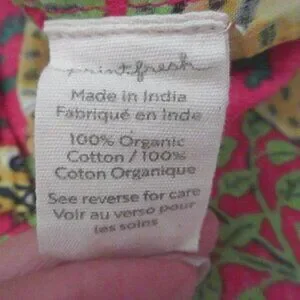 printfresh
Made in India
Fabriqué en Inde
100% Organic
Cotton / 100%
Coton Organique
See reverse for care
Voir au verso pour
les soins